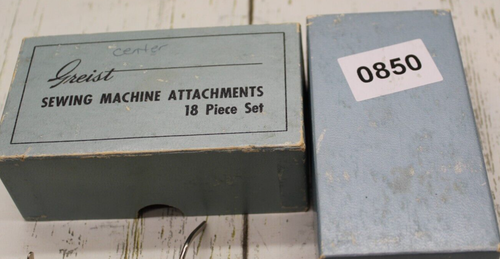 center
Greist
SEWING MACHINE ATTACHMENTS
18 Piece Set
0850